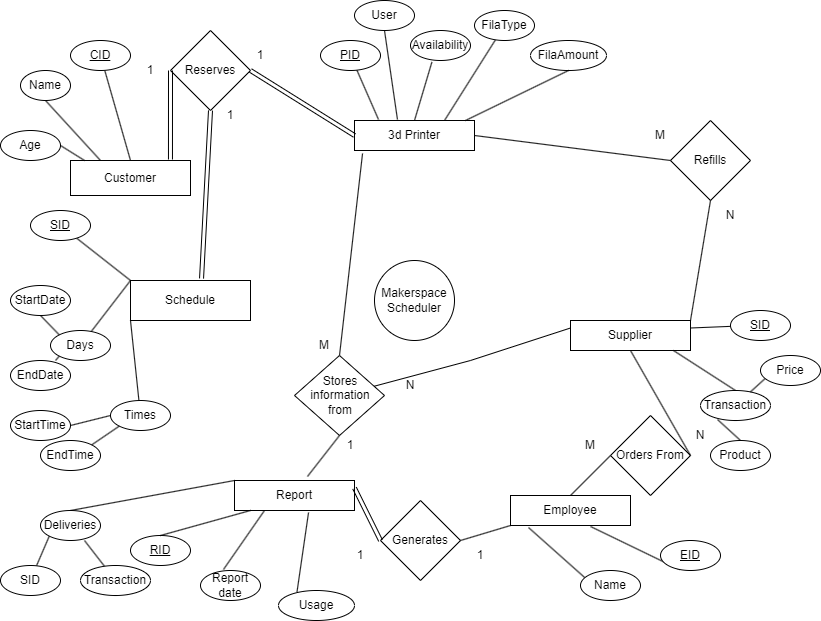 User
FilaType
CID
1
Reserves
1
PID
Availability
FilaAmount
Name
1
3d Printer
M
Age
Refills
Customer
SID
N
StartDate
Schedule
Makerspace
Scheduler
SID
Supplier
Days
M
EndDate
Stores
information
from
N
Price
StartTime
Times
Transaction
EndTime
1
M
Orders From
N
Product
Report
Employee
Deliveries
RID
1
Generates
1
EID
SID
Transaction
Report
date
Name
Usage